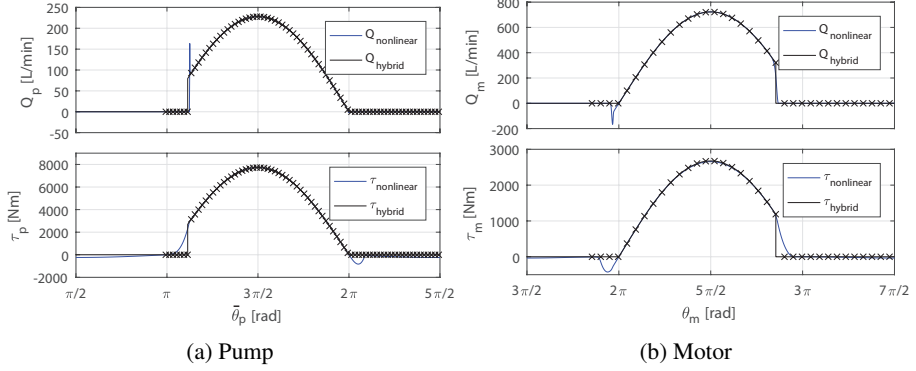 250
200
150
100
50
0
50
Q_p [L/min]
Q_nonlinear
Q_hybrid
8000
6000
4000
2000
0
-2000
τ_p [Nm]
τ_nonlinear
τ_hybrid
π/2
π
3π/2
2π
5π/2
θ̄_p [rad]
(a) Pump
800
600
400
200
0
-200
Q_m [L/min]
Q_nonlinear
Q_hybrid
3000
2000
1000
0
τ_m [Nm]
τ_nonlinear
τ_hybrid
3π/2
2π
5π/2
3π
7π/2
θ_m [rad]
(b) Motor